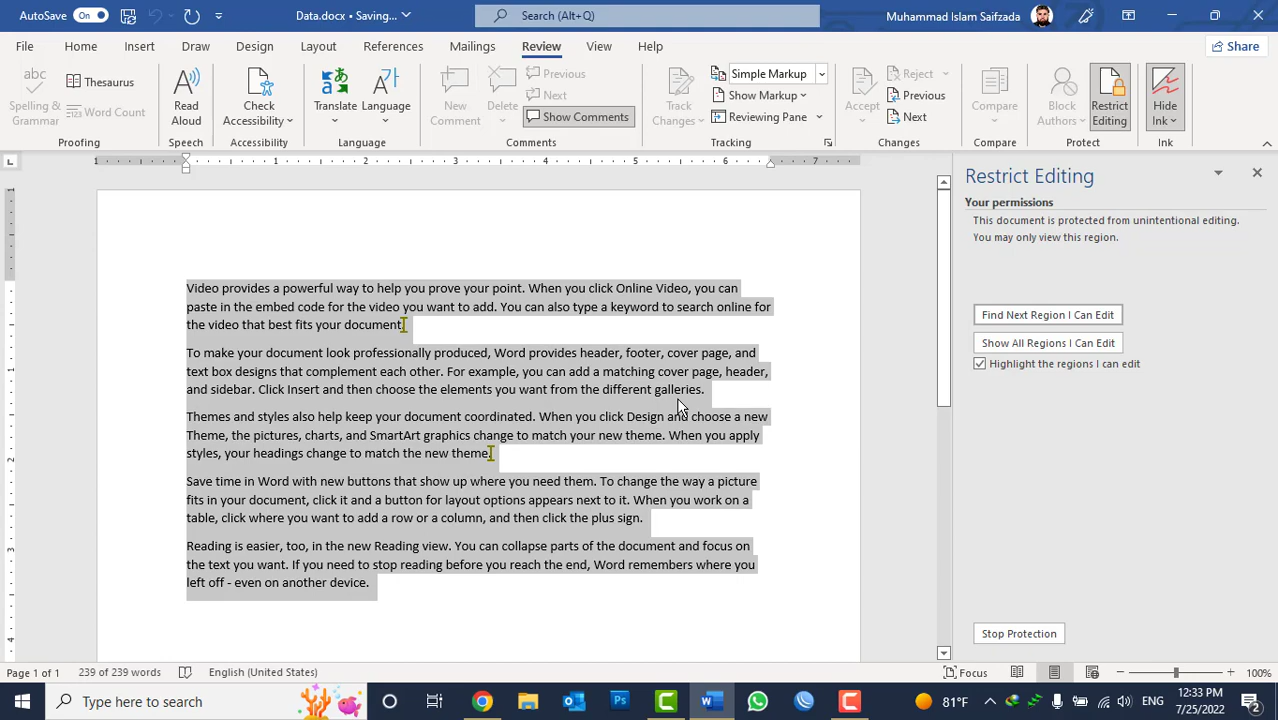 AutoSave On Data.docx • Saving... Search (Alt+Q) Muhammad Islam Saifzada
File Home Insert Draw Design Layout References Mailings Review View Help Share
abc Spelling & Grammar Thesaurus Word Count Read Aloud Check Accessibility Translate Language New Comment Delete Previous Next Show Comments Track Changes Simple Markup Show Markup Reviewing Pane Accept Reject Previous Next Compare Block Authors Restrict Editing Hide Ink
Proofing Speech Accessibility Language Comments Tracking Changes Compare Protect Ink
1 1 2 3 4 5 6 7
Video provides a powerful way to help you prove your point. When you click Online Video, you can
paste in the embed code for the video you want to add. You can also type a keyword to search online for
the video that best fits your document.
To make your document look professionally produced, Word provides header, footer, cover page, and
text box designs that complement each other. For example, you can add a matching cover page, header,
and sidebar. Click Insert and then choose the elements you want from the different galleries.
Themes and styles also help keep your document coordinated. When you click Design and choose a new
Theme, the pictures, charts, and SmartArt graphics change to match your new theme. When you apply
styles, your headings change to match the new theme.
Save time in Word with new buttons that show up where you need them. To change the way a picture
fits in your document, click it and a button for layout options appears next to it. When you work on a
table, click where you want to add a row or a column, and then click the plus sign.
Reading is easier, too, in the new Reading view. You can collapse parts of the document and focus on
the text you want. If you need to stop reading before you reach the end, Word remembers where you
left off - even on another device.
Restrict Editing
Your permissions
This document is protected from unintentional editing.
You may only view this region.
Find Next Region I Can Edit
Show All Regions I Can Edit
Highlight the regions I can edit
Stop Protection
Page 1 of 1 239 of 239 words English (United States) Focus 100%
Type here to search 81°F ENG 12:33 PM
7/25/2022 2